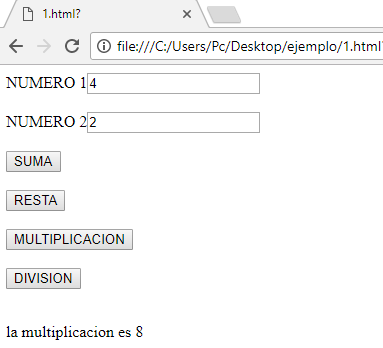 1.html?
file:///C:/Users/Pc/Desktop/ejemplo/1.html?
NUMERO 1 4
NUMERO 2 2
SUMA
RESTA
MULTIPLICACION
DIVISION
la multiplicacion es 8